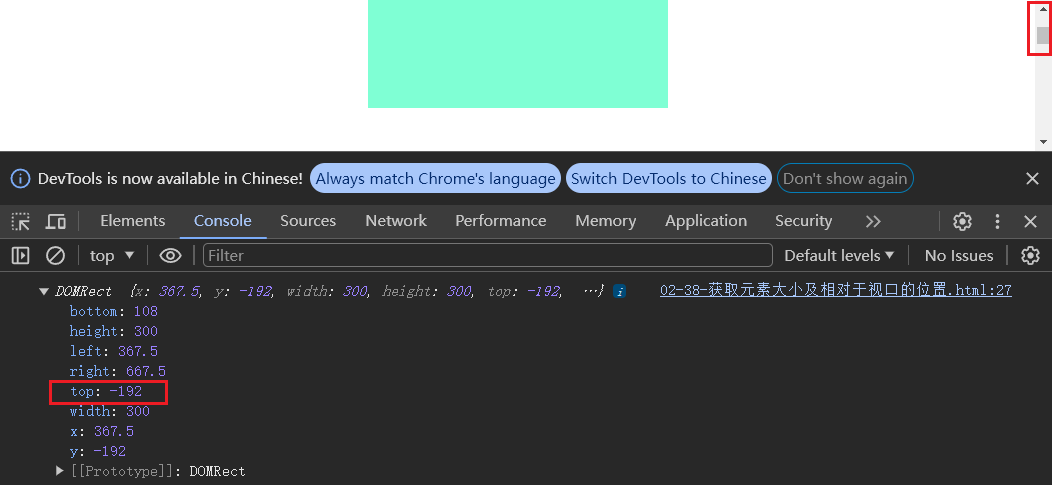 DevTools is now available in Chinese! Always match Chrome's language Switch DevTools to Chinese Don't show again
Elements Console Sources Network Performance Memory Application Security
top Filter Default levels No Issues
DOMRect {x: 367.5, y: -192, width: 300, height: 300, top: -192, …} 02-38-获取元素大小及相对于视口的位置.html:27
bottom: 108
height: 300
left: 367.5
right: 667.5
top: -192
width: 300
x: 367.5
y: -192
[[Prototype]]: DOMRect